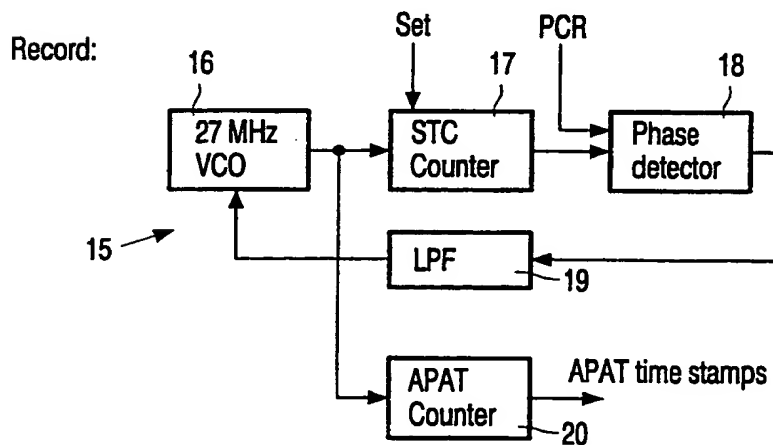 Record:
Set
PCR
16
17
18
27 MHz
VCO
STC
Counter
Phase
detector
15
LPF
19
APAT
Counter
20
APAT time stamps